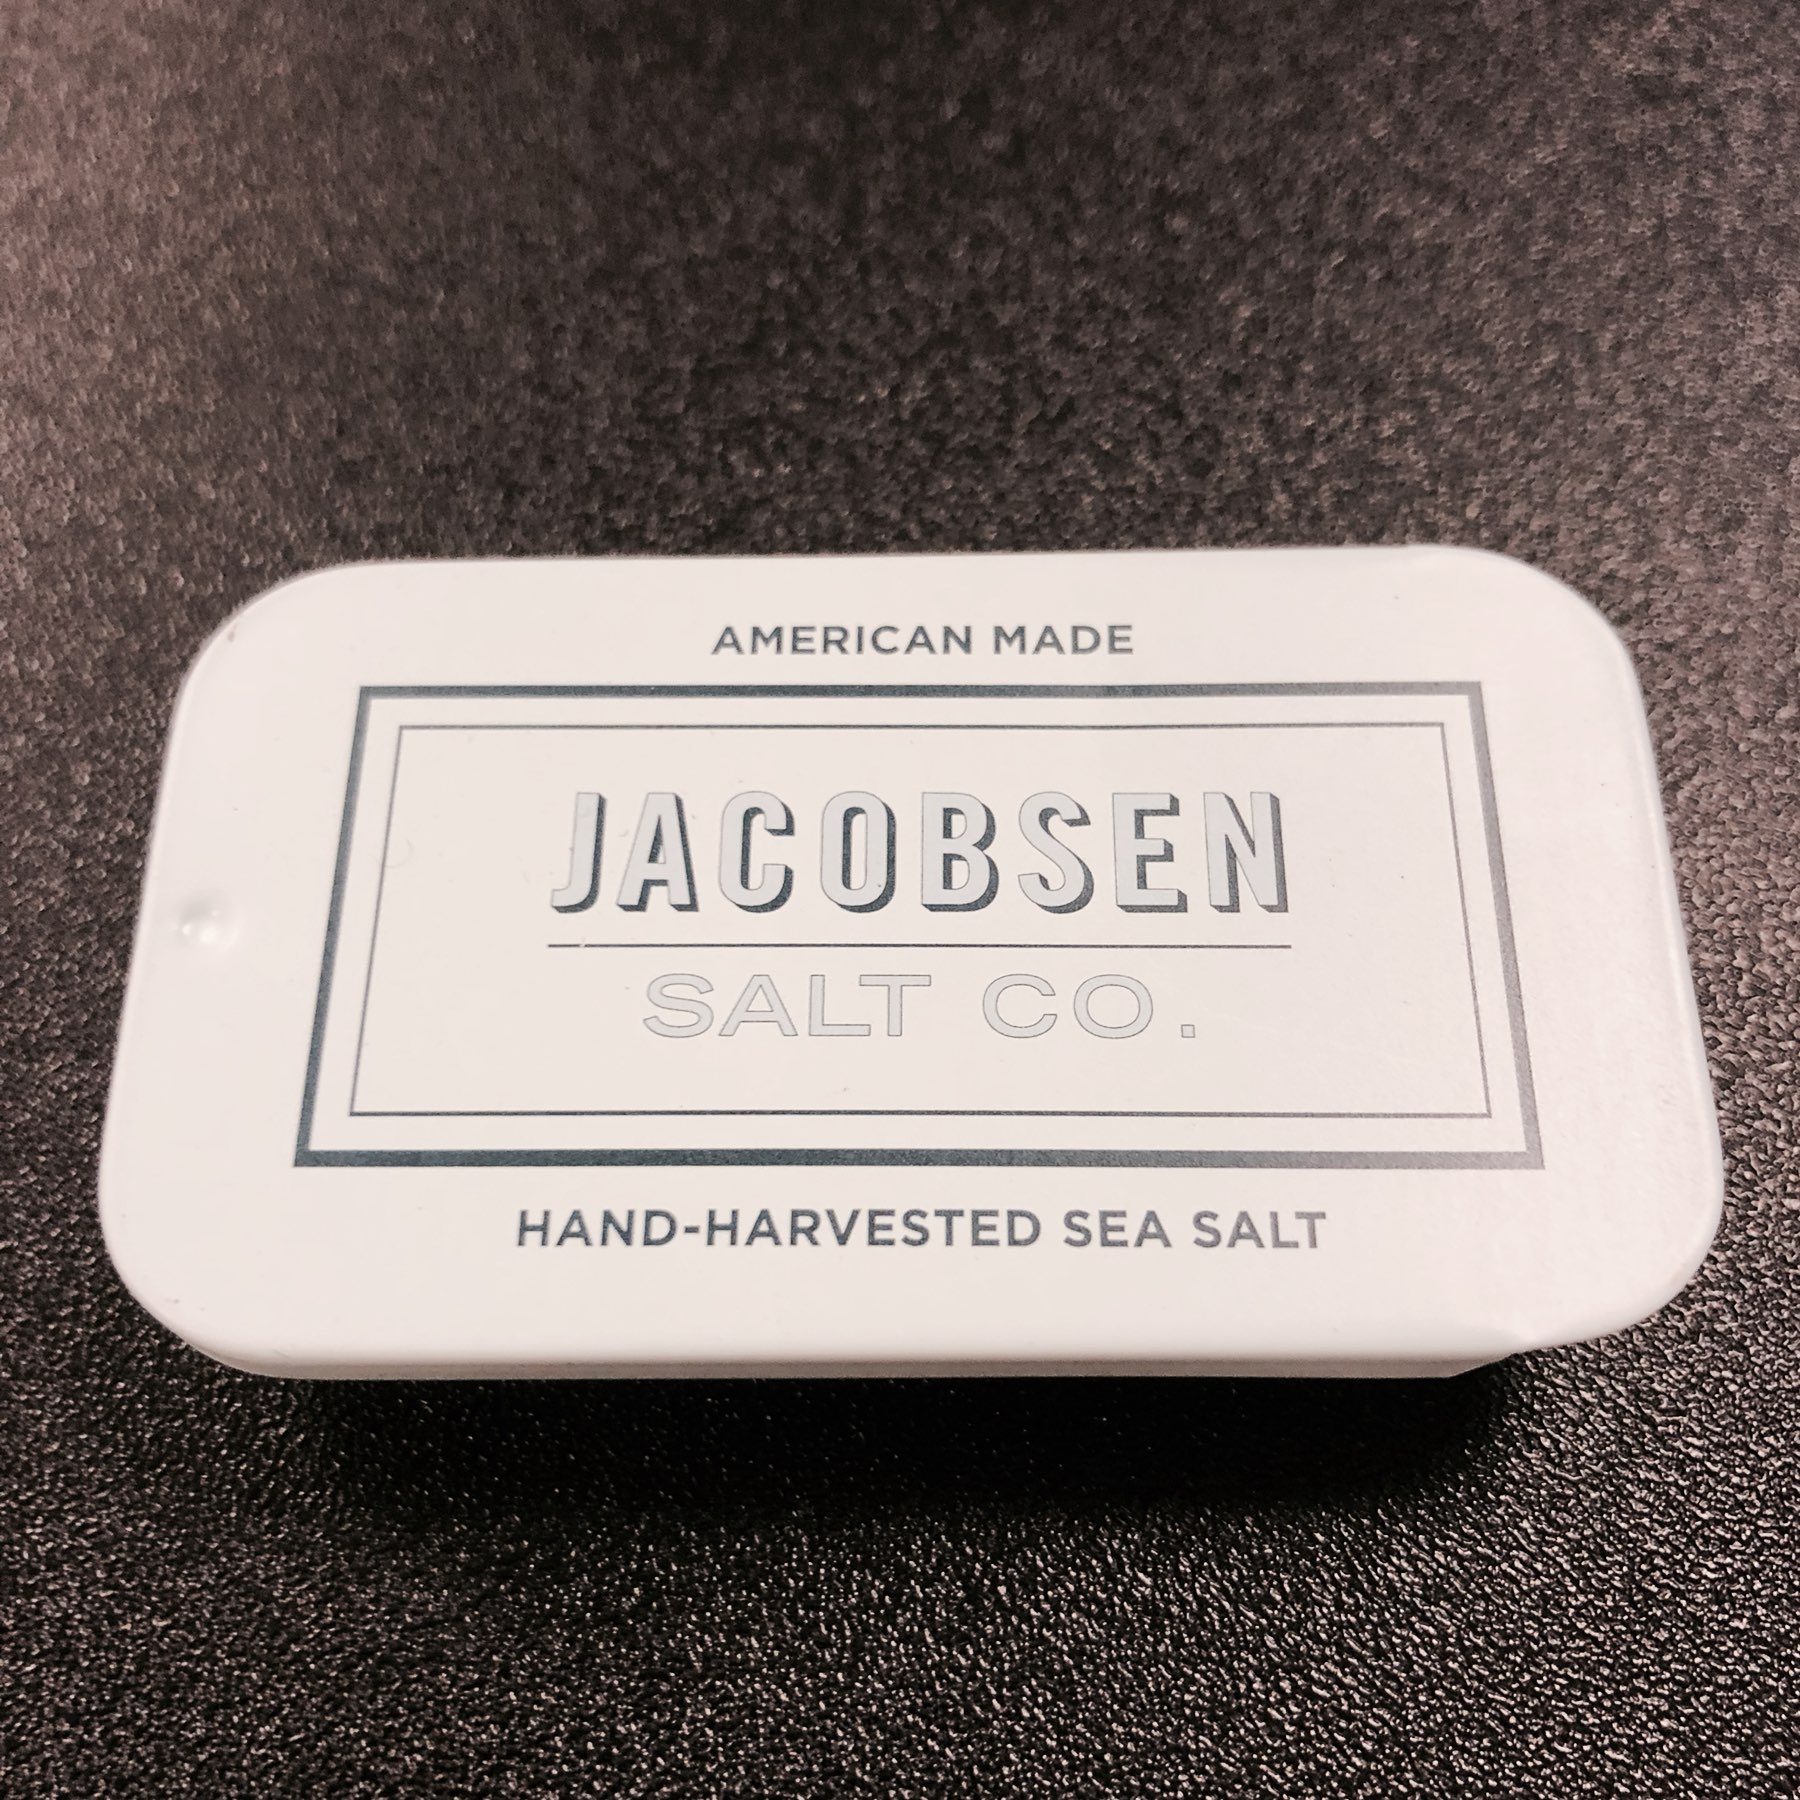 AMERICAN MADE
JACOBSEN
SALT CO.
HAND-HARVESTED SEA SALT